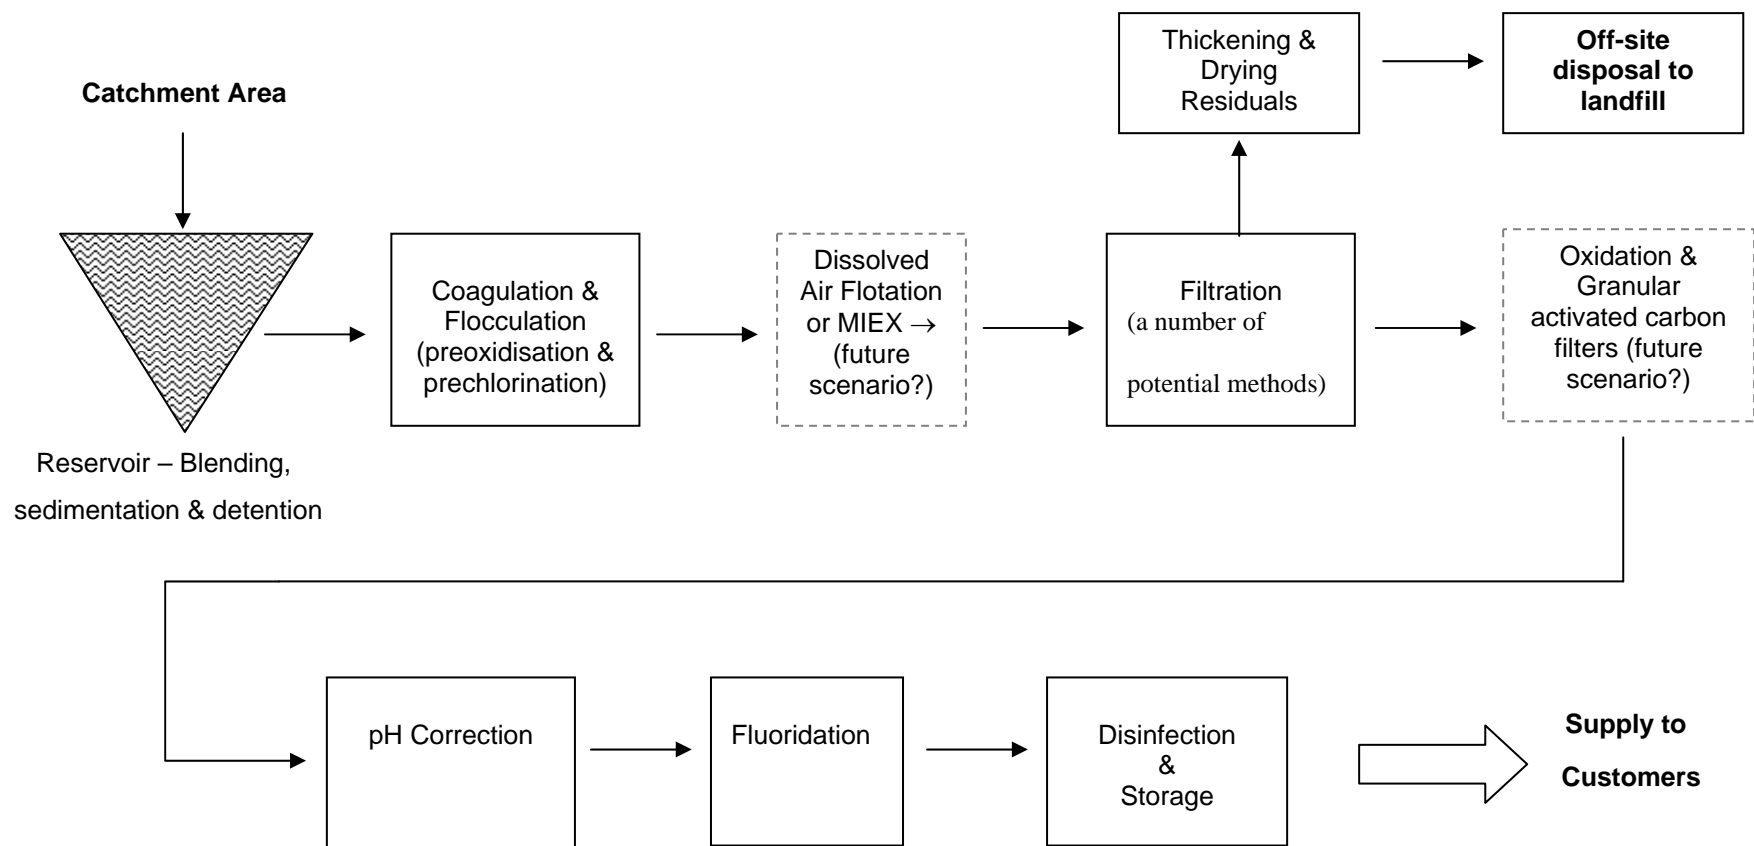 Catchment Area
Reservoir – Blending,
sedimentation & detention
Coagulation &
Flocculation
(preoxidisation &
prechlorination)
Dissolved
Air Flotation
or MIEX →
(future
scenario?)
Filtration
(a number of
potential methods)
Thickening &
Drying
Residuals
Off-site
disposal to
landfill
Oxidation &
Granular
activated carbon
filters (future
scenario?)
pH Correction
Fluoridation
Disinfection
&
Storage
Supply to
Customers